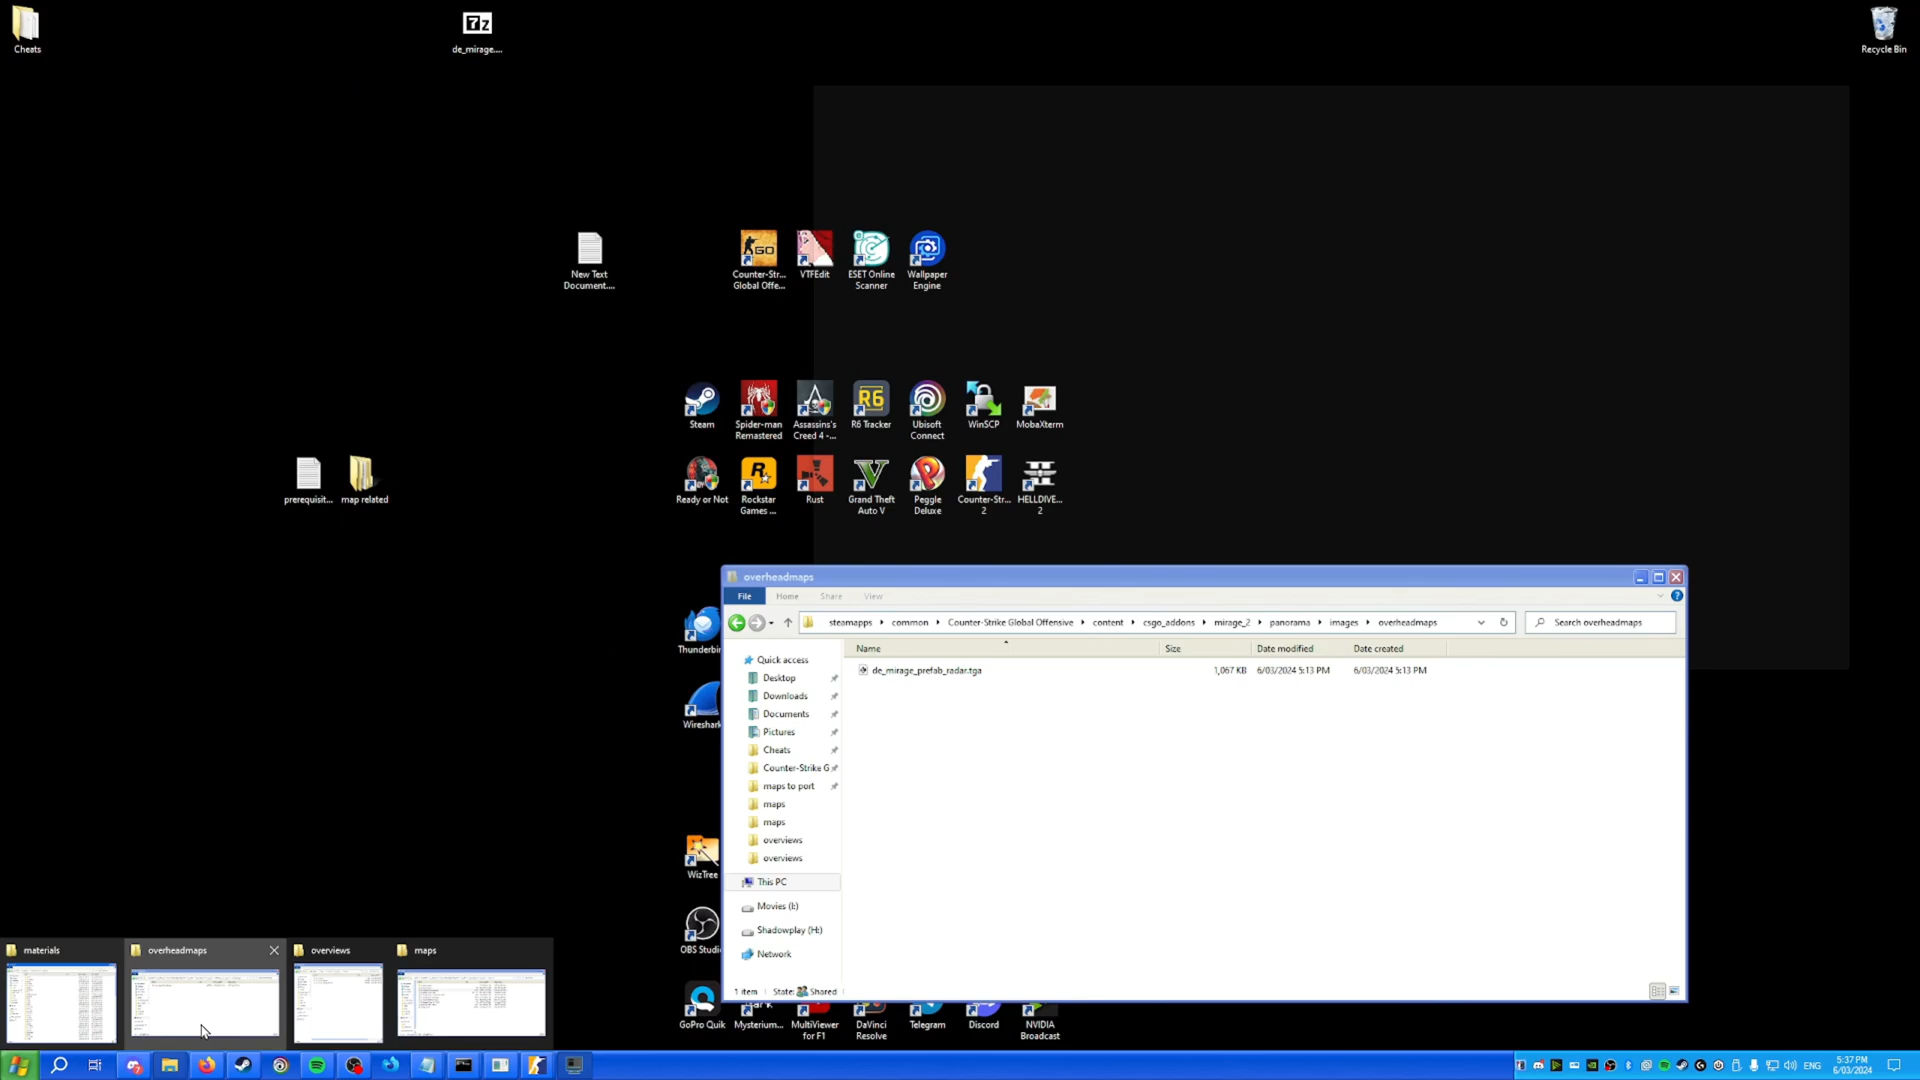 Cheats
de_mirage....
Recycle Bin
New Text
Document....
Counter-Str...
Global Offe...
VTFEdit
ESET Online
Scanner
Wallpaper
Engine
Steam
Spider-man
Remastered
Assassins's
Creed 4 -...
R6 Tracker
Ubisoft
Connect
WinSCP
MobaXterm
prerequisit...
map related
Ready or Not
Rockstar
Games ...
Rust
Grand Theft
Auto V
Peggle
Deluxe
Counter-Str...
2
HELLDIVE...
2
overheadmaps
File Home Share View
steamapps common Counter-Strike Global Offensive content csgo_addons mirage_2 panorama images overheadmaps
Search overheadmaps
Name Size Date modified Date created
de_mirage_prefab_radar.tga 1,067 KB 6/03/2024 5:13 PM 6/03/2024 5:13 PM
Quick access
Desktop
Downloads
Documents
Pictures
Cheats
Counter-Strike G
maps to port
maps
maps
overviews
overviews
This PC
Movies (I:)
Shadowplay (H:)
Network
1 item State: Shared
Thunderbir
Wireshark
WizTree
OBS Studi
GoPro Quik
Mysterium...
MultiViewer
for F1
DaVinci
Resolve
Telegram
Discord
NVIDIA
Broadcast
materials
overheadmaps
overviews
maps
ENG
5:37 PM
6/03/2024